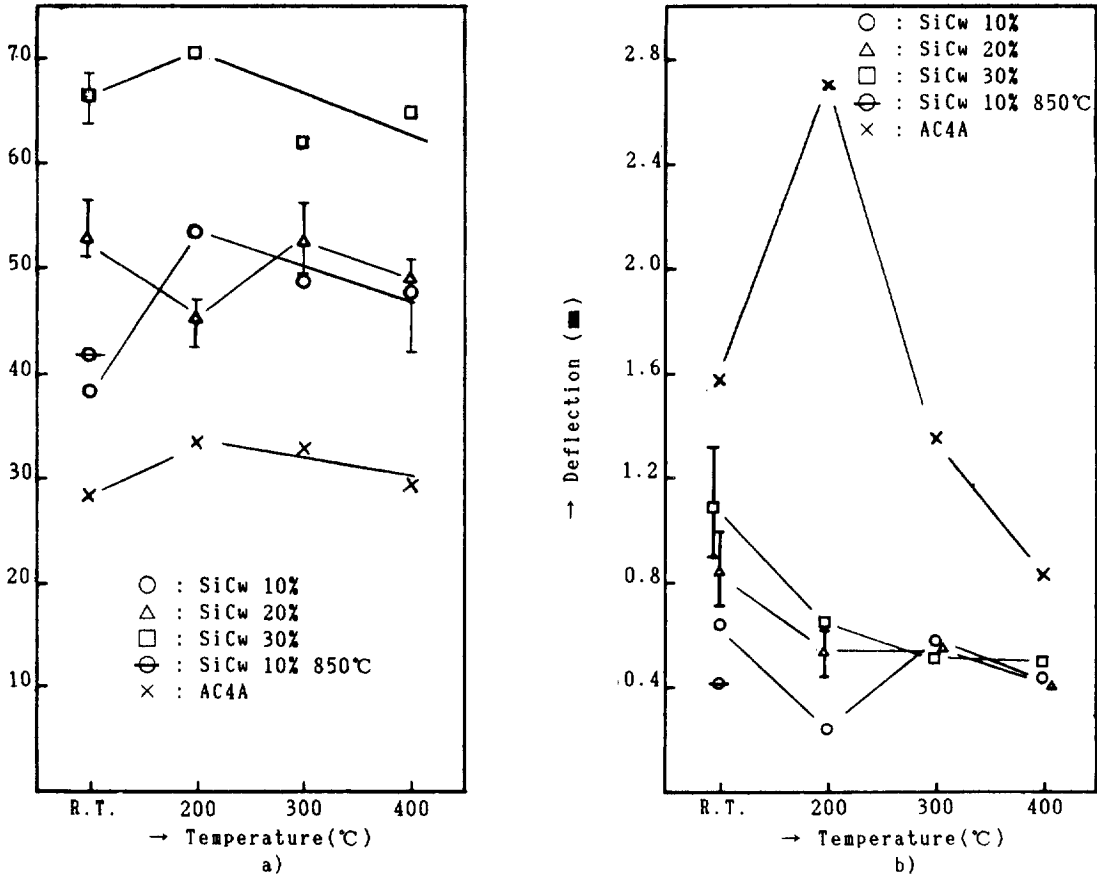 70
60
50
40
30
20
10
○ : SiCw 10%
△ : SiCw 20%
□ : SiCw 30%
⊖ : SiCw 10% 850℃
× : AC4A
R.T. 200 300 400
→ Temperature(℃)
a)
→ Deflection (
2.8
2.4
2.0
1.6
1.2
0.8
0.4
○ : SiCw 10%
△ : SiCw 20%
□ : SiCw 30%
⊖ : SiCw 10% 850℃
× : AC4A
R.T. 200 300 400
→ Temperature(℃)
b)